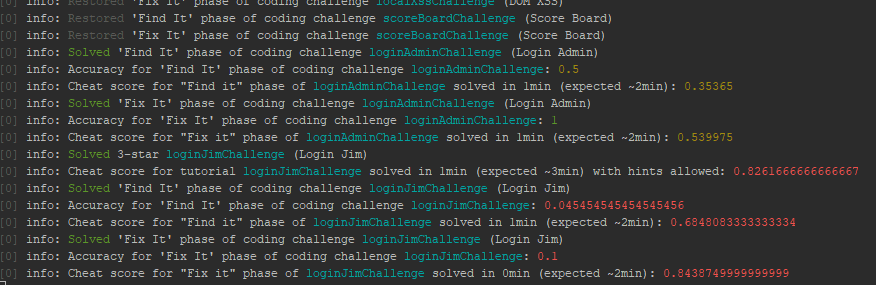 [0] info: Restored 'Fix It' phase of coding challenge localXssChallenge (DOM XSS)
[0] info: Restored 'Find It' phase of coding challenge scoreBoardChallenge (Score Board)
[0] info: Restored 'Fix It' phase of coding challenge scoreBoardChallenge (Score Board)
[0] info: Solved 'Find It' phase of coding challenge loginAdminChallenge (Login Admin)
[0] info: Accuracy for 'Find It' phase of coding challenge loginAdminChallenge: 0.5
[0] info: Cheat score for "Find it" phase of loginAdminChallenge solved in 1min (expected ~2min): 0.35365
[0] info: Solved 'Fix It' phase of coding challenge loginAdminChallenge (Login Admin)
[0] info: Accuracy for 'Fix It' phase of coding challenge loginAdminChallenge: 1
[0] info: Cheat score for "Fix it" phase of loginAdminChallenge solved in 1min (expected ~2min): 0.539975
[0] info: Solved 3-star loginJimChallenge (Login Jim)
[0] info: Cheat score for tutorial loginJimChallenge solved in 1min (expected ~3min) with hints allowed: 0.8261666666666667
[0] info: Solved 'Find It' phase of coding challenge loginJimChallenge (Login Jim)
[0] info: Accuracy for 'Find It' phase of coding challenge loginJimChallenge: 0.045454545454545456
[0] info: Cheat score for "Find it" phase of loginJimChallenge solved in 1min (expected ~2min): 0.6848083333333334
[0] info: Solved 'Fix It' phase of coding challenge loginJimChallenge (Login Jim)
[0] info: Accuracy for 'Fix It' phase of coding challenge loginJimChallenge: 0.1
[0] info: Cheat score for "Fix it" phase of loginJimChallenge solved in 0min (expected ~2min): 0.8438749999999999